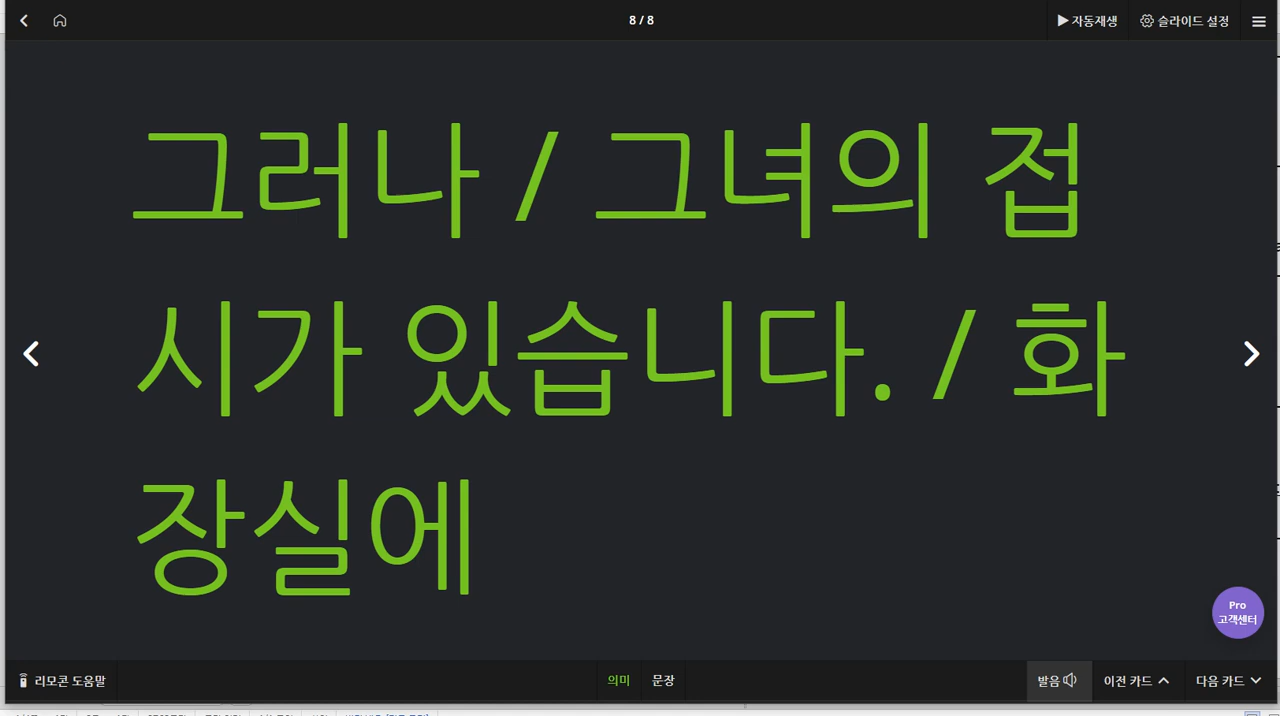 8 / 8
자동재생
슬라이드 설정
그러나 / 그녀의 접
시가 있습니다. / 화
장실에
Pro
고객센터
리모콘 도움말
의미
문장
발음
이전 카드
다음 카드